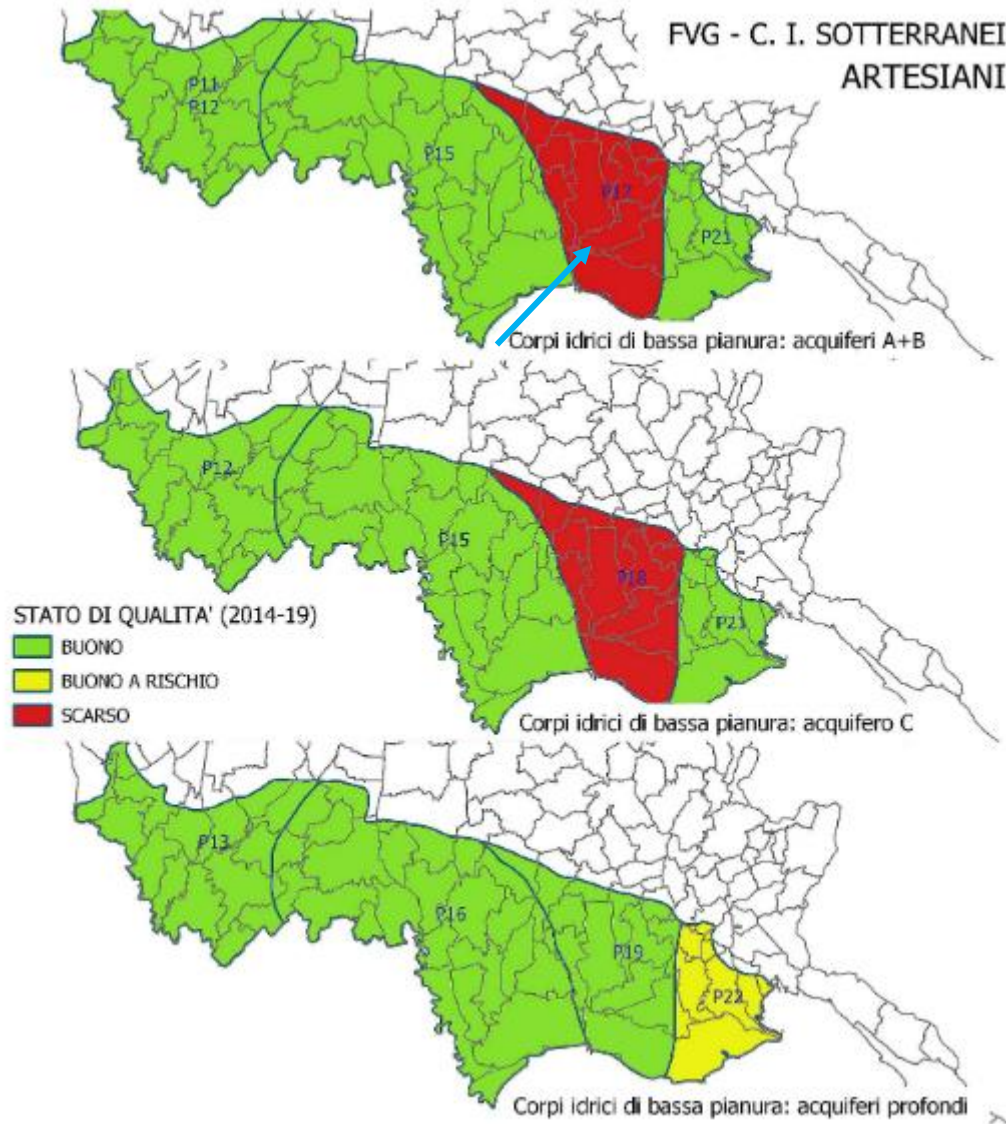 FVG - C. I. SOTTERRANEI
ARTESIANI
P11
P12
P15
P17
P21
Corpi idrici di bassa pianura: acquiferi A+B
P12
P15
P18
P21
STATO DI QUALITA' (2014-19)
BUONO
BUONO A RISCHIO
SCARSO
Corpi idrici di bassa pianura: acquifero C
P13
P16
P19
P22
Corpi idrici di bassa pianura: acquiferi profondi